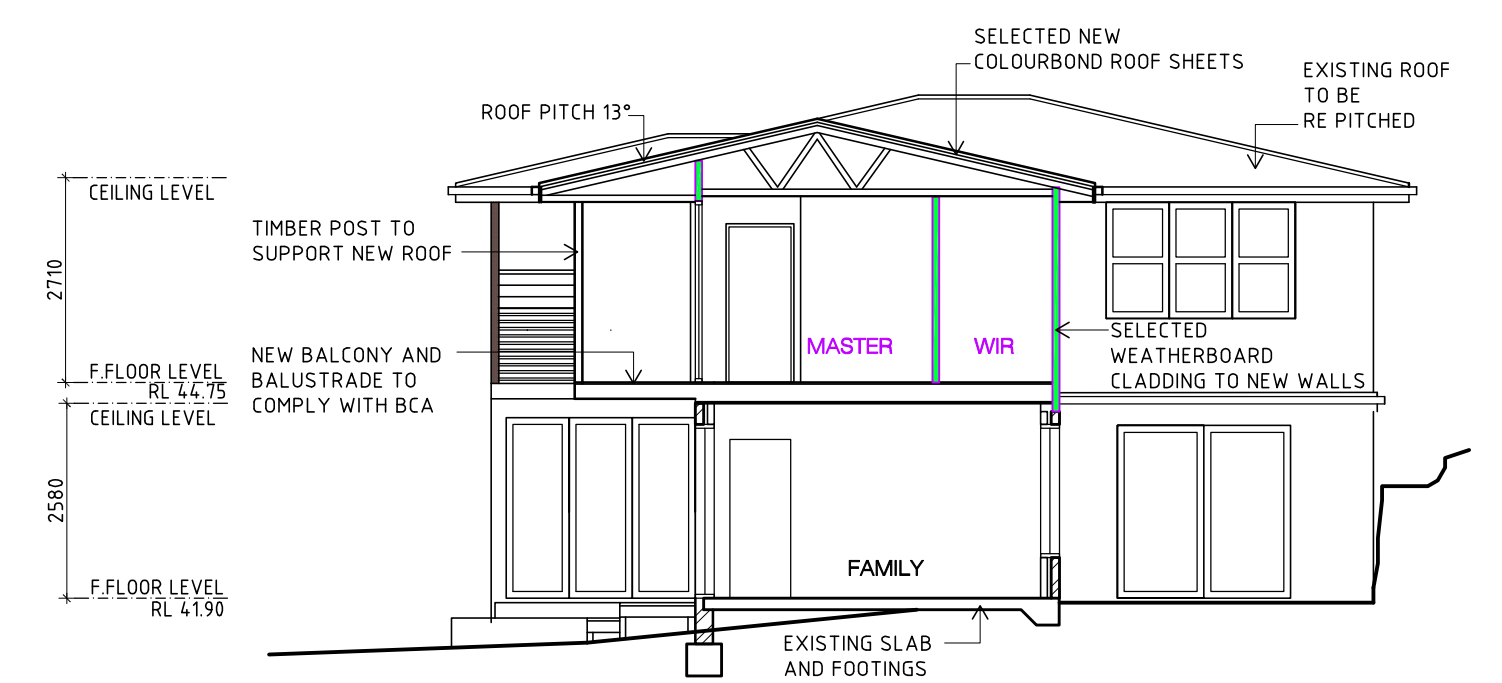 SELECTED NEW
COLOURBOND ROOF SHEETS
EXISTING ROOF
TO BE
RE PITCHED
ROOF PITCH 13°
CEILING LEVEL
TIMBER POST TO
SUPPORT NEW ROOF
2710
MASTER
WIR
SELECTED
WEATHERBOARD
CLADDING TO NEW WALLS
NEW BALCONY AND
BALUSTRADE TO
COMPLY WITH BCA
F.FLOOR LEVEL
RL 44.75
CEILING LEVEL
2580
FAMILY
F.FLOOR LEVEL
RL 41.90
EXISTING SLAB
AND FOOTINGS